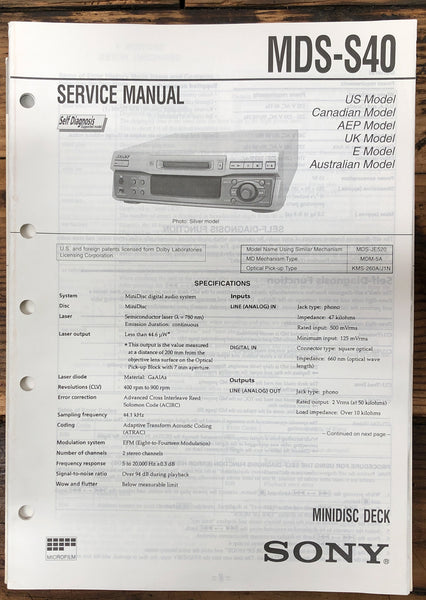 MDS-S40
SERVICE MANUAL
Self Diagnosis
Supported model
US Model
Canadian Model
AEP Model
UK Model
E Model
Australian Model
SONY
Photo: Silver model
U.S. and foreign patents licensed form Dolby Laboratories
Licensing Corporation.
Model Name Using Similar Mechanism MDS-JE520
MD Mechanism Type MDM-5A
Optical Pick-up Type KMS-260A/J1N
SPECIFICATIONS
System MiniDisc digital audio system
Disc MiniDisc
Laser Semiconductor laser (λ = 780 nm)
Emission duration: continuous
Laser output Less than 44.6 µW*
* This output is the value measured
at a distance of 200 mm from the
objective lens surface on the Optical
Pick-up Block with 7 mm aperture.
Laser diode Material: GaAlAs
Revolutions (CLV) 400 rpm to 900 rpm
Error correction Advanced Cross Interleave Reed
Solomon Code (ACIRC)
Sampling frequency 44.1 kHz
Coding Adaptive Transform Acoustic Coding
(ATRAC)
Modulation system EFM (Eight-to-Fourteen Modulation)
Number of channels 2 stereo channels
Frequency response 5 to 20,000 Hz ±0.3 dB
Signal-to-noise ratio Over 94 dB during playback
Wow and flutter Below measurable limit
Inputs
LINE (ANALOG) IN Jack type: phono
Impedance: 47 kilohms
Rated input: 500 mVrms
Minimum input: 125 mVrms
DIGITAL IN Connector type: square optical
Impedance: 660 nm (optical wave
length)
Outputs
LINE (ANALOG) OUT Jack type: phono
Rated output: 2 Vrms (at 50 kilohms)
Load impedance: Over 10 kilohms
– Continued on next page –
MINIDISC DECK
MICROFILM
SONY